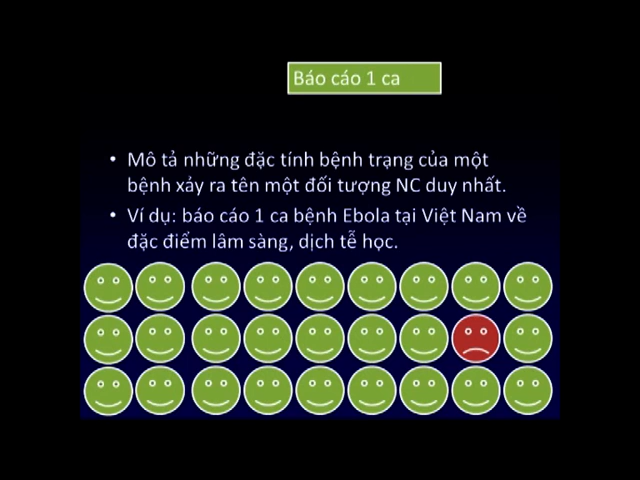 Báo cáo 1 ca
• Mô tả những đặc tính bệnh trạng của một
bệnh xảy ra tên một đối tượng NC duy nhất.
• Ví dụ: báo cáo 1 ca bệnh Ebola tại Việt Nam về
đặc điểm lâm sàng, dịch tễ học.